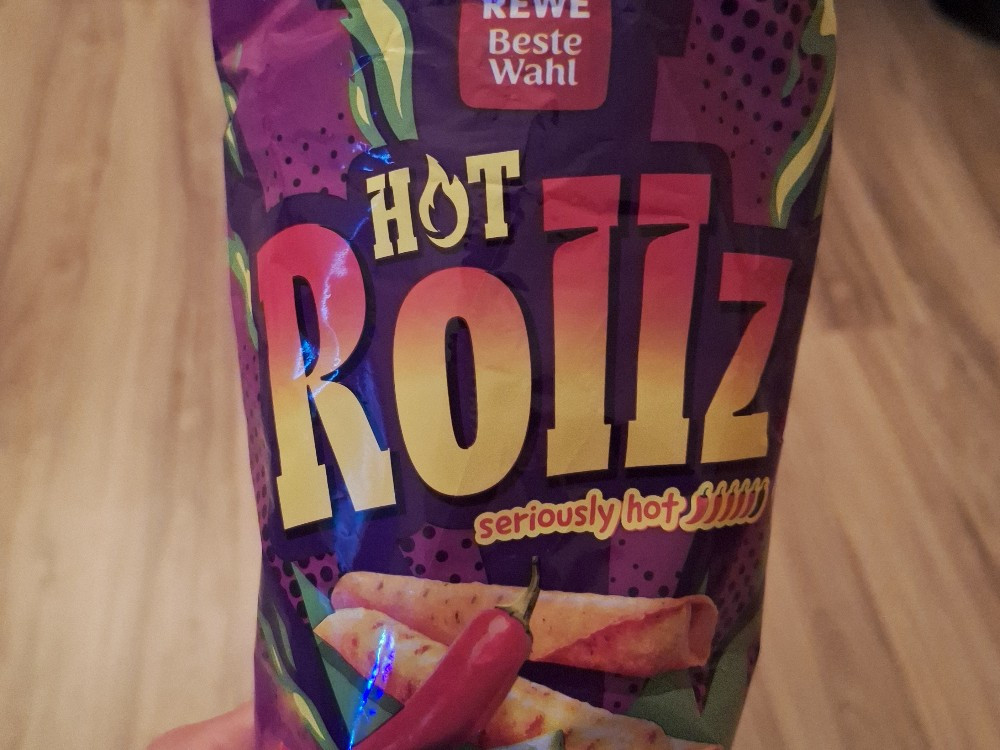 REWE
Beste
Wahl
HOT
Rollz
seriously hot